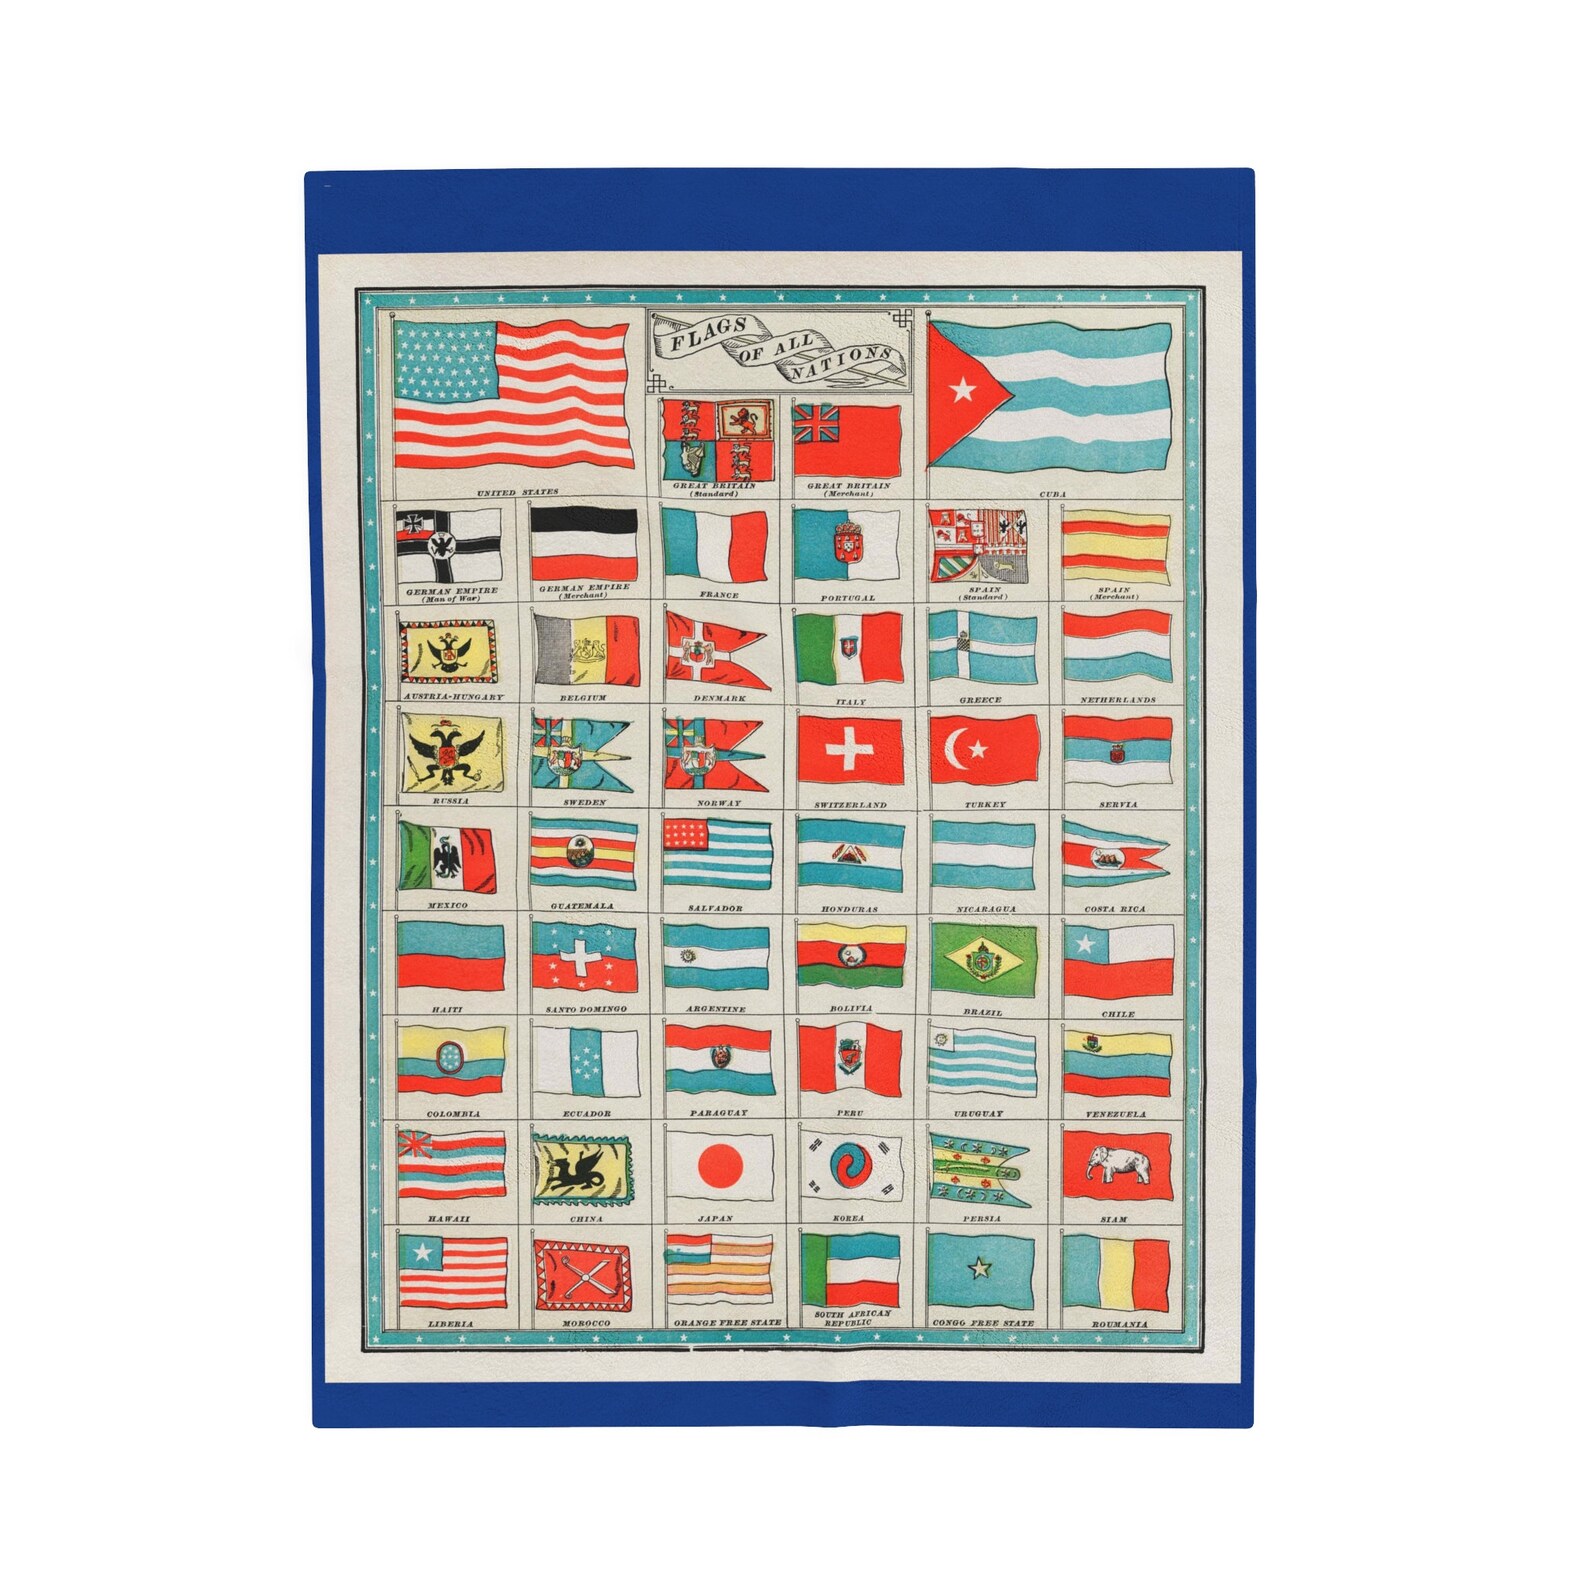 FLAGS
OF ALL
NATIONS
UNITED STATES
GREAT BRITAIN
(Standard)
GREAT BRITAIN
(Merchant)
CUBA
GERMAN EMPIRE
(Man of War)
GERMAN EMPIRE
(Merchant)
FRANCE
PORTUGAL
SPAIN
(Standard)
SPAIN
(Merchant)
AUSTRIA-HUNGARY
BELGIUM
DENMARK
ITALY
GREECE
NETHERLANDS
RUSSIA
SWEDEN
NORWAY
SWITZERLAND
TURKEY
SERVIA
MEXICO
GUATEMALA
SALVADOR
HONDURAS
NICARAGUA
COSTA RICA
HAITI
SANTO DOMINGO
ARGENTINE
BOLIVIA
BRAZIL
CHILE
COLOMBIA
ECUADOR
PARAGUAY
PERU
URUGUAY
VENEZUELA
HAWAII
CHINA
JAPAN
KOREA
PERSIA
SIAM
LIBERIA
MOROCCO
ORANGE FREE STATE
SOUTH AFRICAN
REPUBLIC
CONGO FREE STATE
ROUMANIA